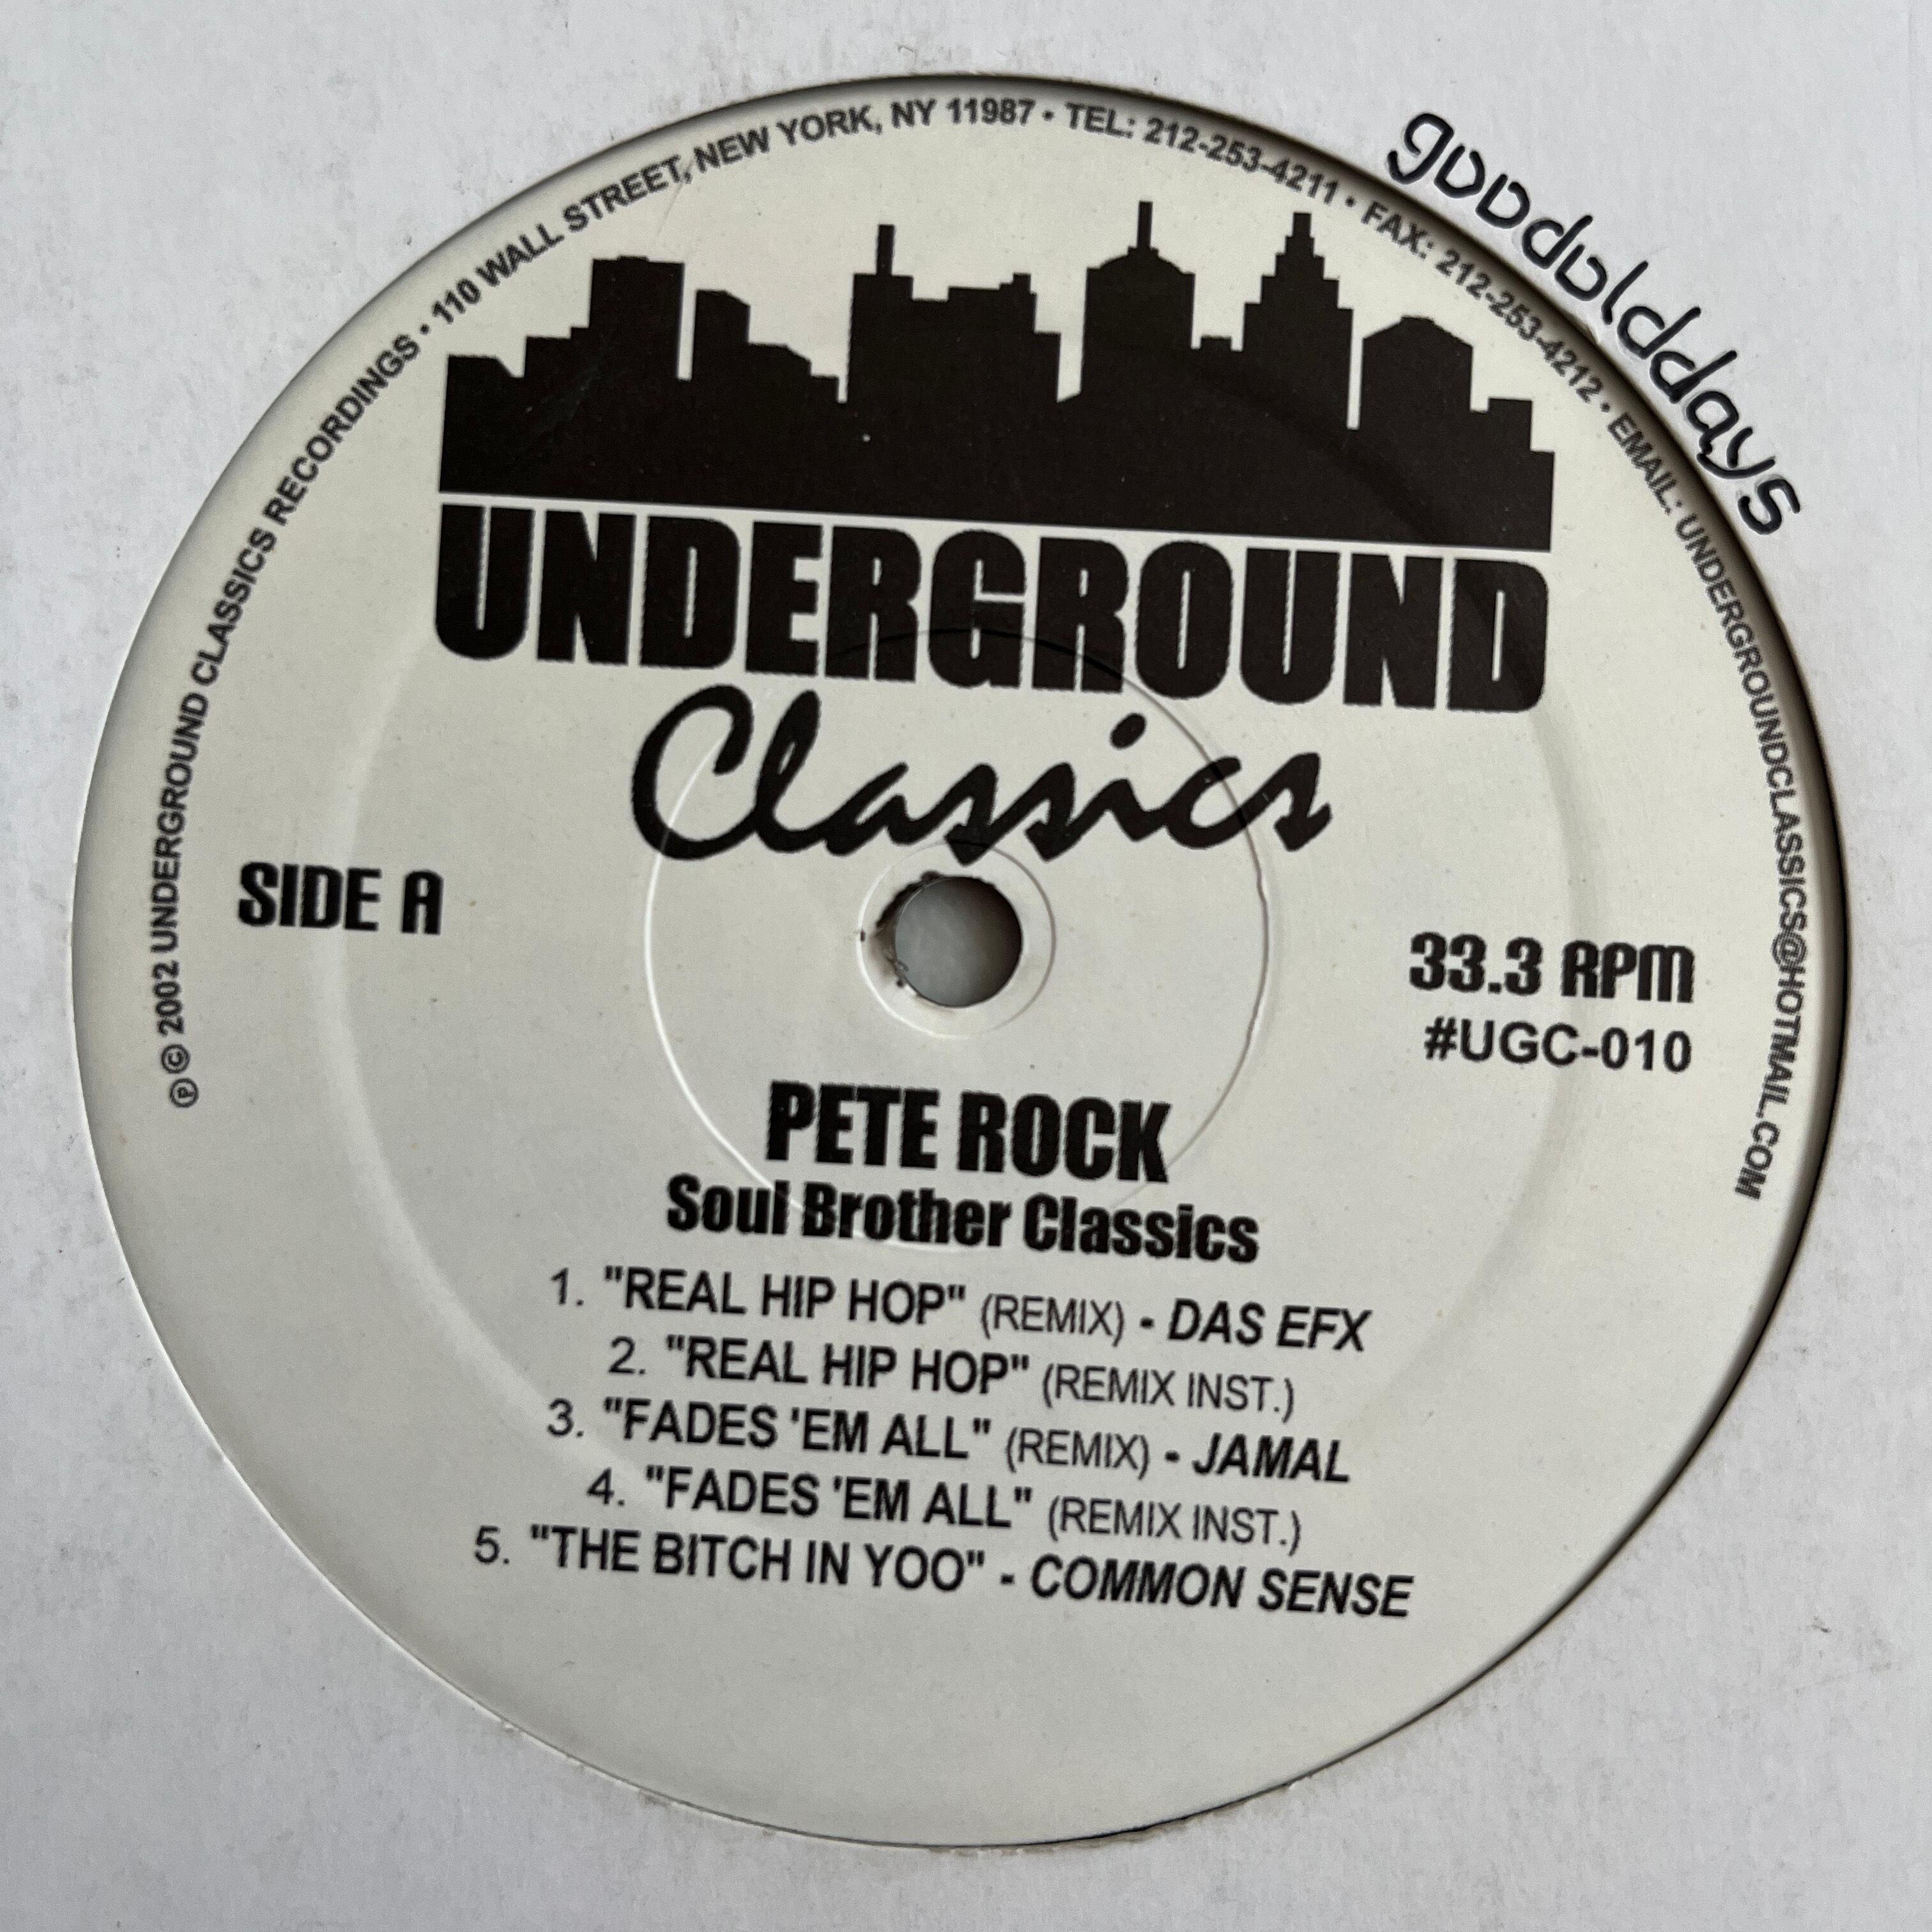 ℗ © 2002 UNDERGROUND CLASSICS RECORDINGS • 110 WALL STREET, NEW YORK, NY 11987 • TEL: 212-253-4211 • FAX: 212-253-4212 • EMAIL: UNDERGROUNDCLASSICS@HOTMAIL.COM
goodolddays
UNDERGROUND
Classics
SIDE A
33.3 RPM
#UGC-010
PETE ROCK
Soul Brother Classics
1. "REAL HIP HOP" (REMIX) - DAS EFX
2. "REAL HIP HOP" (REMIX INST.)
3. "FADES 'EM ALL" (REMIX) - JAMAL
4. "FADES 'EM ALL" (REMIX INST.)
5. "THE BITCH IN YOO" - COMMON SENSE